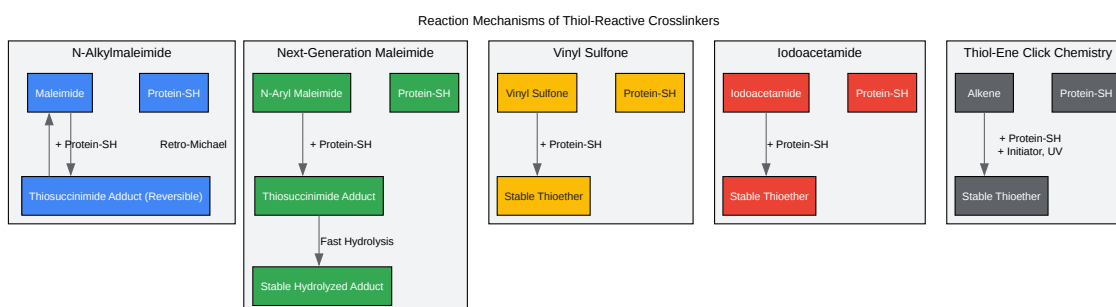 Reaction Mechanisms of Thiol-Reactive Crosslinkers
N-Alkylmaleimide
Maleimide
Protein-SH
+ Protein-SH
Retro-Michael
Thiosuccinimide Adduct (Reversible)
Next-Generation Maleimide
N-Aryl Maleimide
Protein-SH
+ Protein-SH
Thiosuccinimide Adduct
Fast Hydrolysis
Stable Hydrolyzed Adduct
Vinyl Sulfone
Vinyl Sulfone
Protein-SH
+ Protein-SH
Stable Thioether
Iodoacetamide
Iodoacetamide
Protein-SH
+ Protein-SH
Stable Thioether
Thiol-Ene Click Chemistry
Alkene
Protein-SH
+ Protein-SH
+ Initiator, UV
Stable Thioether